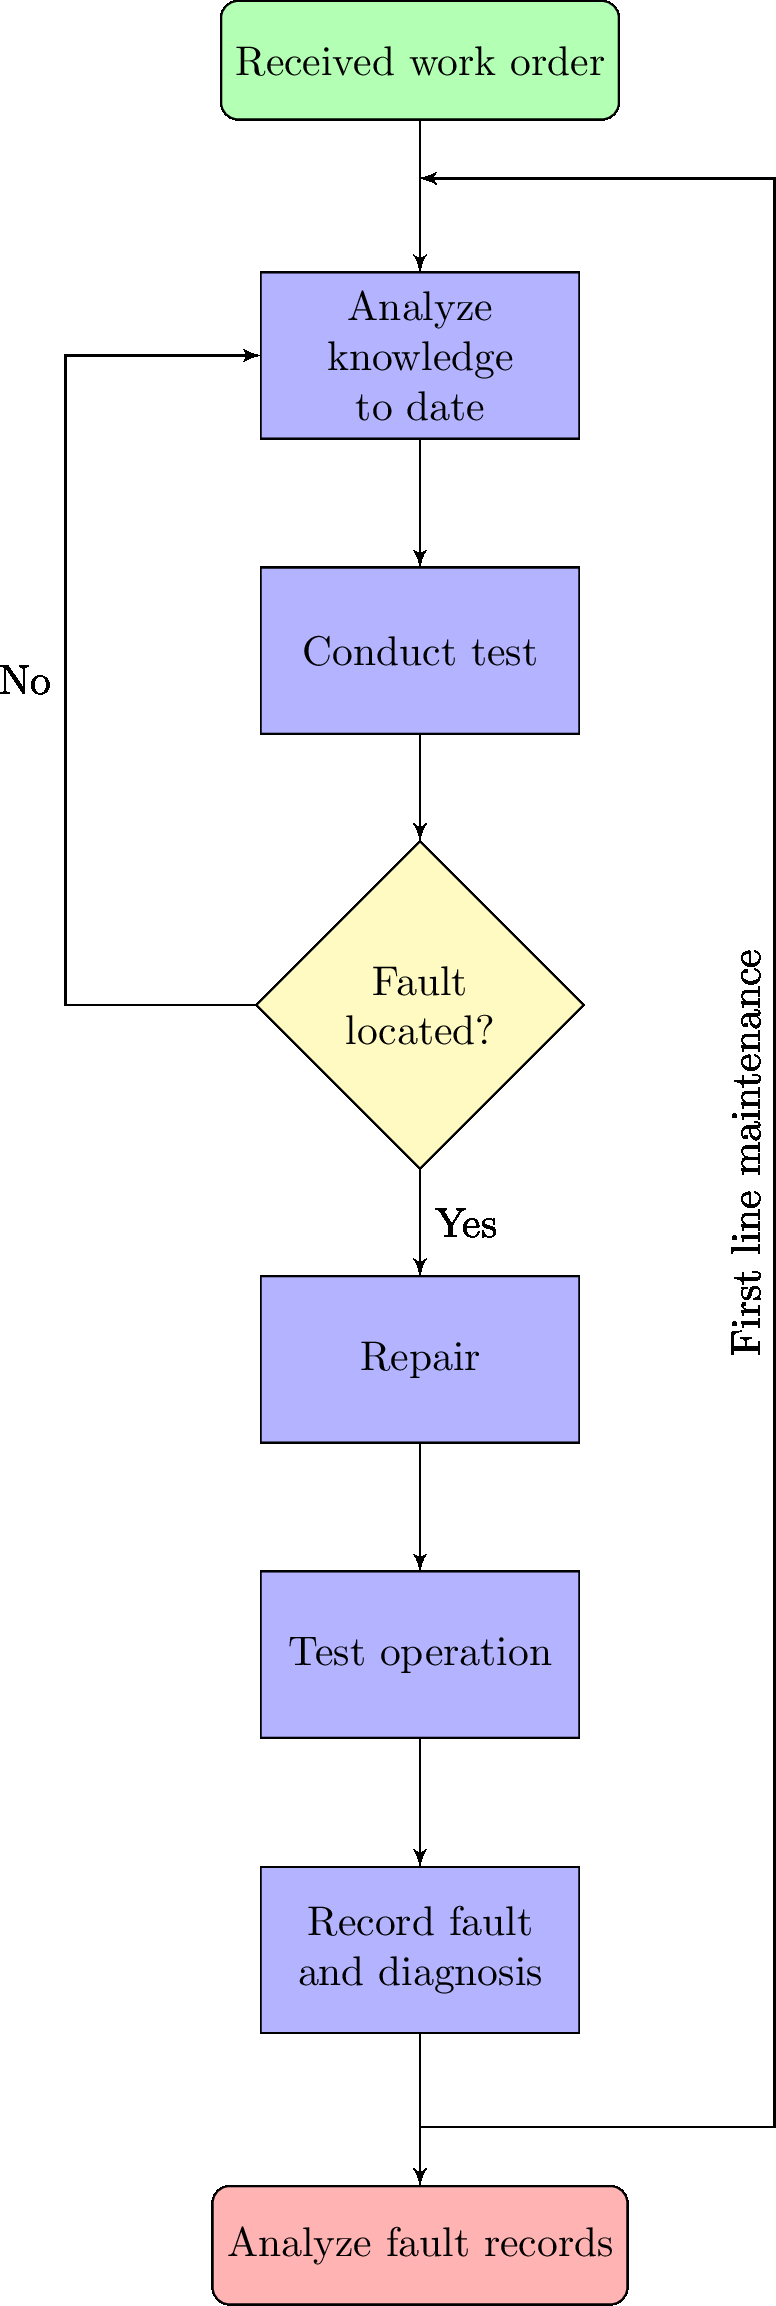 Received work order
Analyze
knowledge
to date
Conduct test
No
Fault
located?
Yes
First line maintenance
Repair
Test operation
Record fault
and diagnosis
Analyze fault records